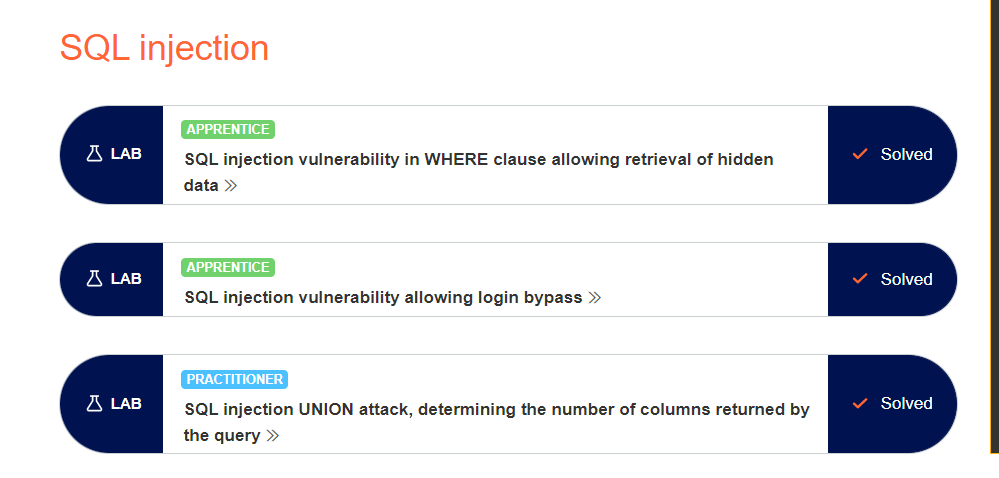 SQL injection
LAB
APPRENTICE
SQL injection vulnerability in WHERE clause allowing retrieval of hidden
data
Solved
LAB
APPRENTICE
SQL injection vulnerability allowing login bypass
Solved
LAB
PRACTITIONER
SQL injection UNION attack, determining the number of columns returned by
the query
Solved